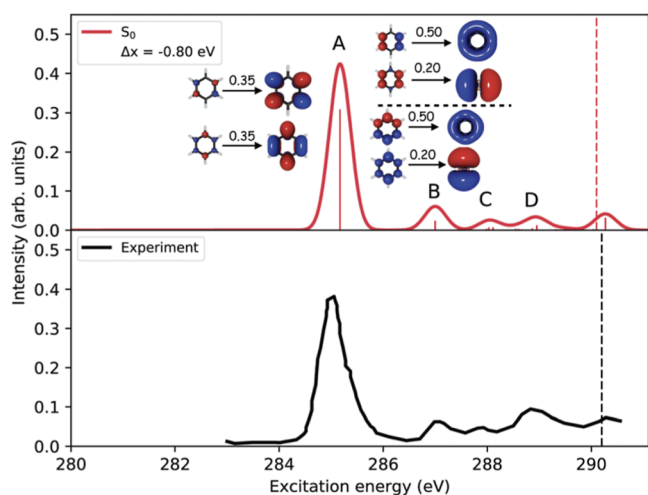 S₀
Δx = -0.80 eV
A
0.35
0.35
0.50
0.20
0.50
0.20
B
C
D
0.5
0.4
0.3
0.2
0.1
0.0
Experiment
0.5
0.4
0.3
0.2
0.1
0.0
Intensity (arb. units)
280
282
284
286
288
290
Excitation energy (eV)